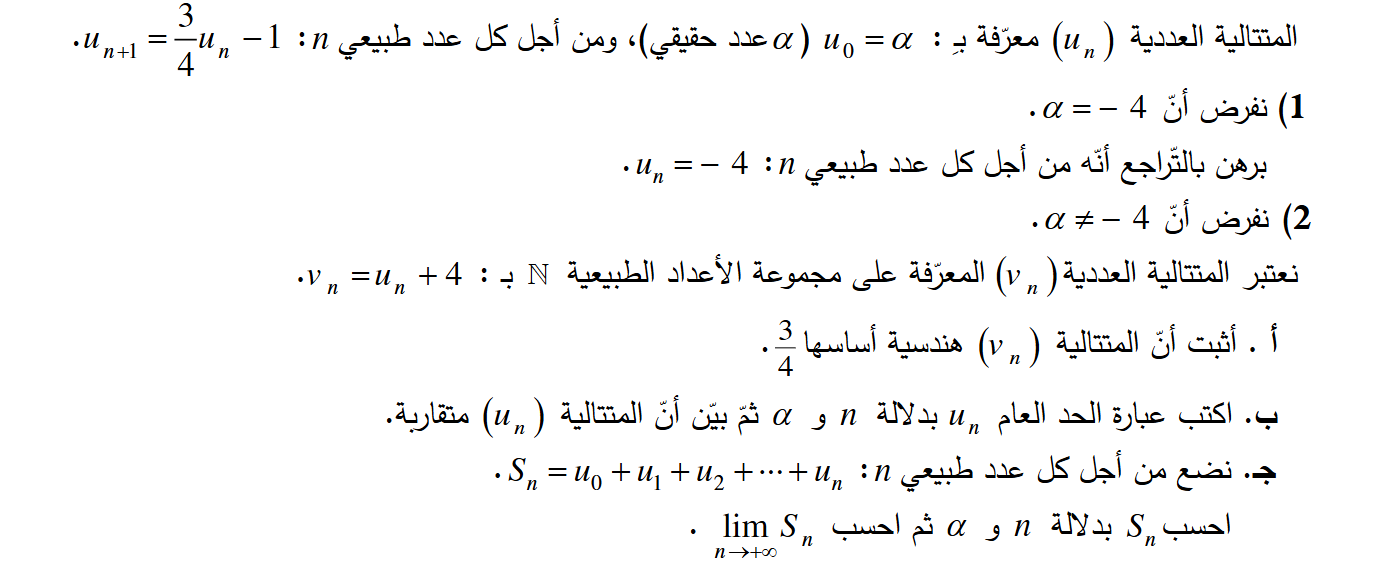 المتتالية العددية (u_n) معرّفة بـِ : u_0 = α (α عدد حقيقي)، ومن أجل كل عدد طبيعي n : u_{n+1} = \frac{3}{4}u_n − 1.
1) نفرض أنّ α = − 4.
برهن بالتّراجع أنّه من أجل كل عدد طبيعي n : u_n = − 4.
2) نفرض أنّ α ≠ − 4.
نعتبر المتتالية العددية (v_n) المعرّفة على مجموعة الأعداد الطبيعية ℕ بـ : v_n = u_n + 4.
أ . أثبت أنّ المتتالية (v_n) هندسية أساسها \frac{3}{4}.
ب. اكتب عبارة الحد العام u_n بدلالة n و α ثمّ بيّن أنّ المتتالية (u_n) متقاربة.
جـ. نضع من أجل كل عدد طبيعي n : S_n = u_0 + u_1 + u_2 + ⋯ + u_n.
احسب S_n بدلالة n و α ثم احسب \lim_{n→+∞} S_n .